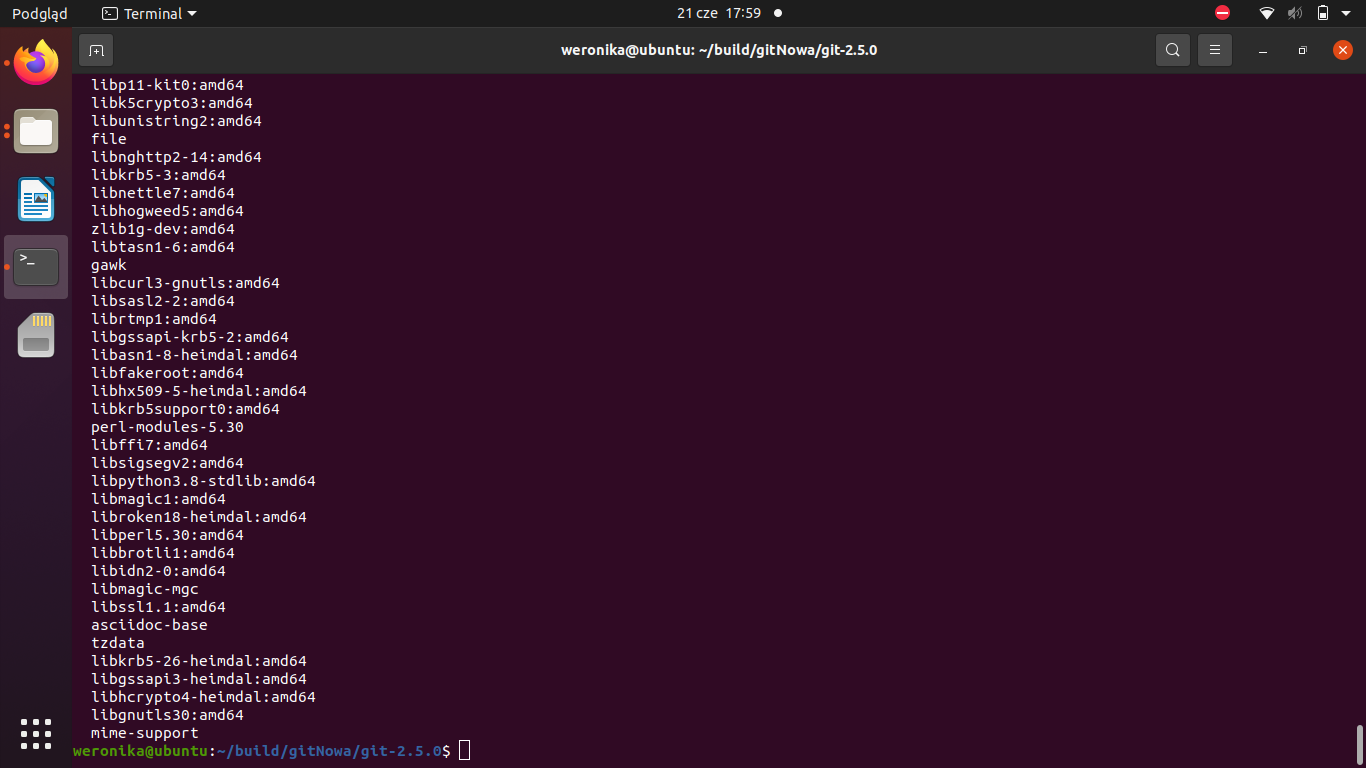 Podgląd
Terminal
21 cze 17:59
weronika@ubuntu: ~/build/gitNowa/git-2.5.0
libp11-kit0:amd64
libk5crypto3:amd64
libunistring2:amd64
file
libnghttp2-14:amd64
libkrb5-3:amd64
libnettle7:amd64
libhogweed5:amd64
zlib1g-dev:amd64
libtasn1-6:amd64
gawk
libcurl3-gnutls:amd64
libsasl2-2:amd64
librtmp1:amd64
libgssapi-krb5-2:amd64
libasn1-8-heimdal:amd64
libfakeroot:amd64
libhx509-5-heimdal:amd64
libkrb5support0:amd64
perl-modules-5.30
libffi7:amd64
libsigsegv2:amd64
libpython3.8-stdlib:amd64
libmagic1:amd64
libroken18-heimdal:amd64
libperl5.30:amd64
libbrotli1:amd64
libidn2-0:amd64
libmagic-mgc
libssl1.1:amd64
asciidoc-base
tzdata
libkrb5-26-heimdal:amd64
libgssapi3-heimdal:amd64
libhcrypto4-heimdal:amd64
libgnutls30:amd64
mime-support
weronika@ubuntu:~/build/gitNowa/git-2.5.0$